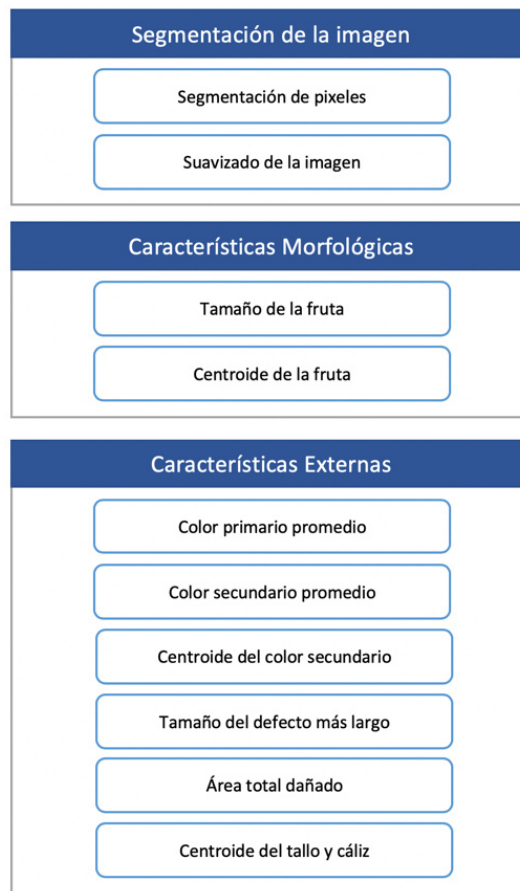 Segmentación de la imagen
Segmentación de pixeles
Suavizado de la imagen
Característícas Morfológicas
Tamaño de la fruta
Centroide de la fruta
Característícas Externas
Color primario promedio
Color secundario promedio
Centroide del color secundario
Tamaño del defecto más largo
Área total dañado
Centroide del tallo y cáliz